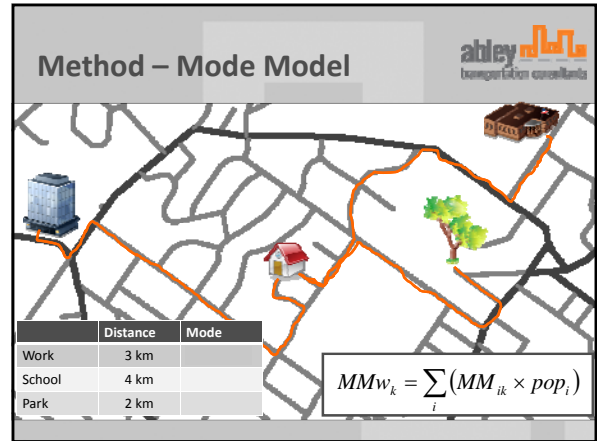 Method – Mode Model
abley
transportation consultants
Distance Mode
Work 3 km
School 4 km
Park 2 km
MMw_k = ∑_i (MM_ik × pop_i)